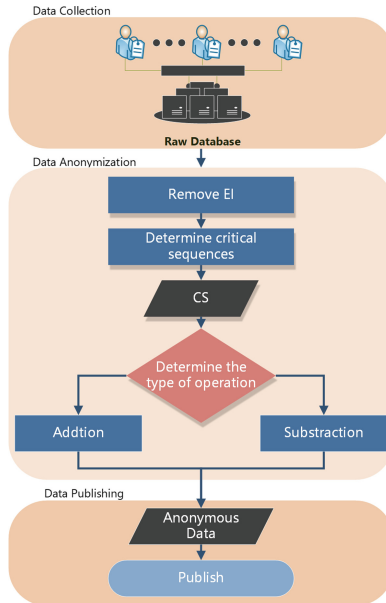 Data Collection
Raw Database
Data Anonymization
Remove EI
Determine critical
sequences
CS
Determine the
type of operation
Addtion
Substraction
Data Publishing
Anonymous
Data
Publish